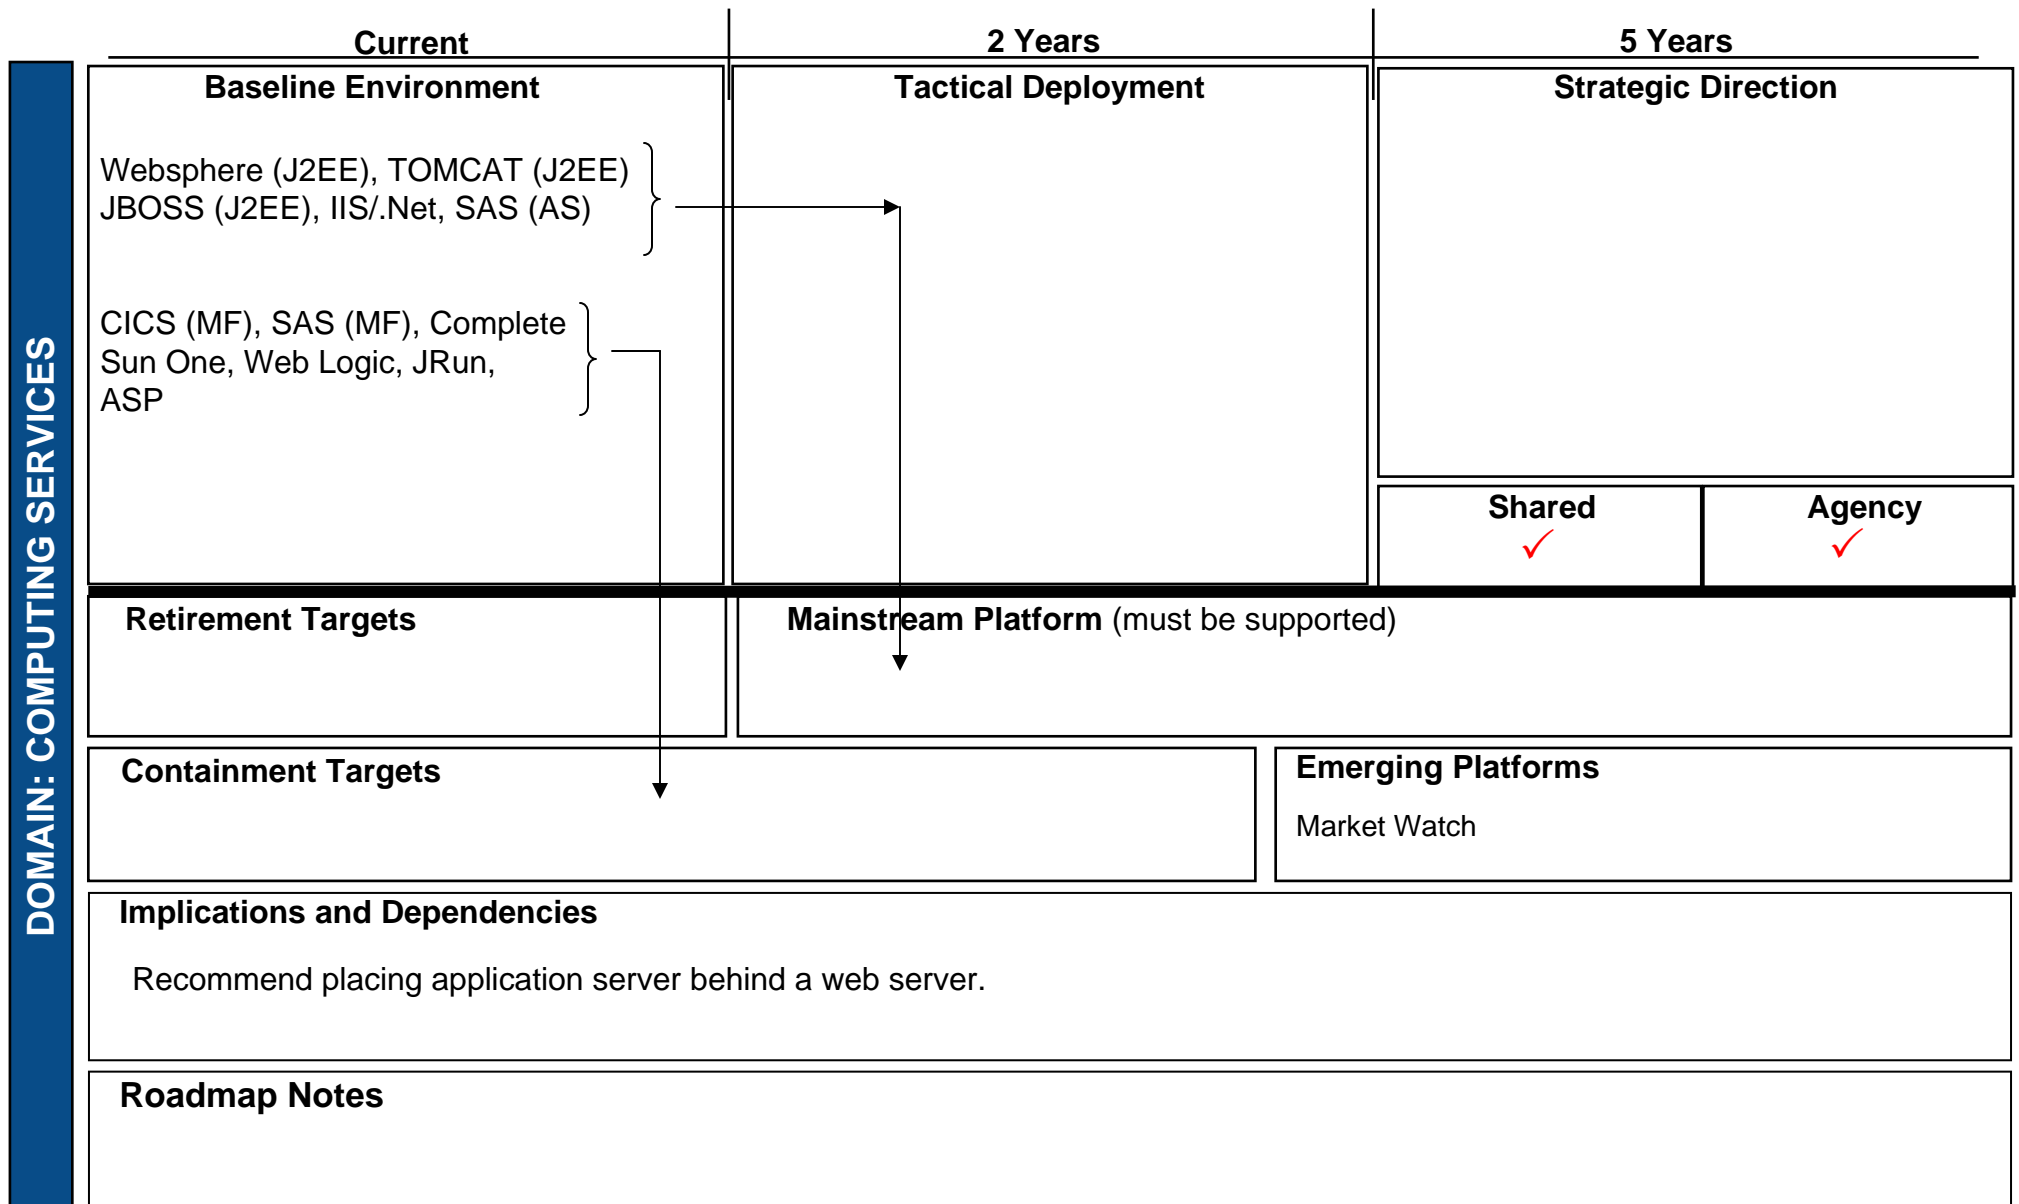 Current
2 Years
5 Years
DOMAIN: COMPUTING SERVICES
Baseline Environment
Websphere (J2EE), TOMCAT (J2EE)
JBOSS (J2EE), IIS/.Net, SAS (AS)
CICS (MF), SAS (MF), Complete
Sun One, Web Logic, JRun,
ASP
Tactical Deployment
Strategic Direction
Shared
Agency
Retirement Targets
Mainstream Platform (must be supported)
Containment Targets
Emerging Platforms
Market Watch
Implications and Dependencies
Recommend placing application server behind a web server.
Roadmap Notes